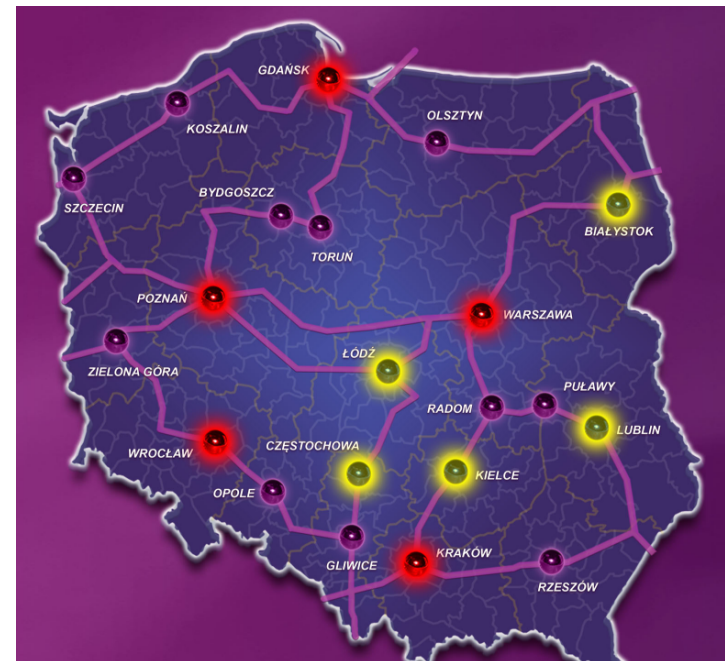 GDAŃSK
OLSZTYN
KOSZALIN
BYDGOSZCZ
SZCZECIN
BIAŁYSTOK
TORUŃ
POZNAŃ
WARSZAWA
ŁÓDŹ
ZIELONA GÓRA
PUŁAWY
RADOM
LUBLIN
CZĘSTOCHOWA
WROCŁAW
KIELCE
OPOLE
KRAKÓW
GLIWICE
RZESZÓW